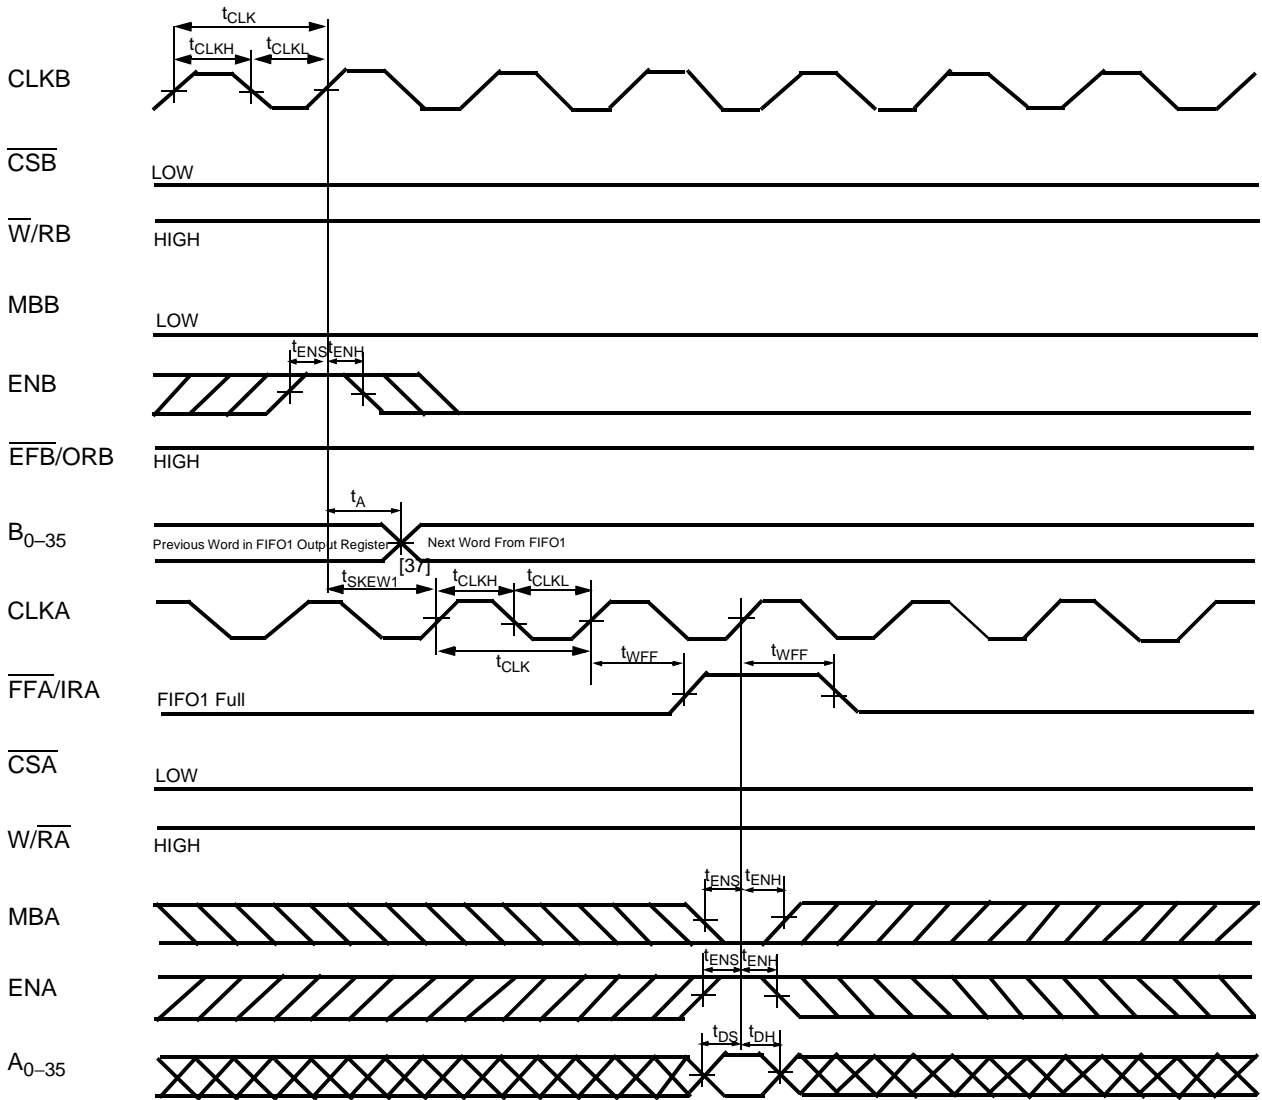 tCLK
tCLKH tCLKL
CLKB
CSB
LOW
W/RB
HIGH
MBB
LOW
tENS tENH
ENB
EFB/ORB
HIGH
tA
B0–35
Previous Word in FIFO1 Output Register
Next Word From FIFO1
[37]
tSKEW1 tCLKH tCLKL
CLKA
tCLK tWFF tWFF
FFA/IRA
FIFO1 Full
CSA
LOW
W/RA
HIGH
tENS tENH
MBA
tENS tENH
ENA
tDS tDH
A0–35